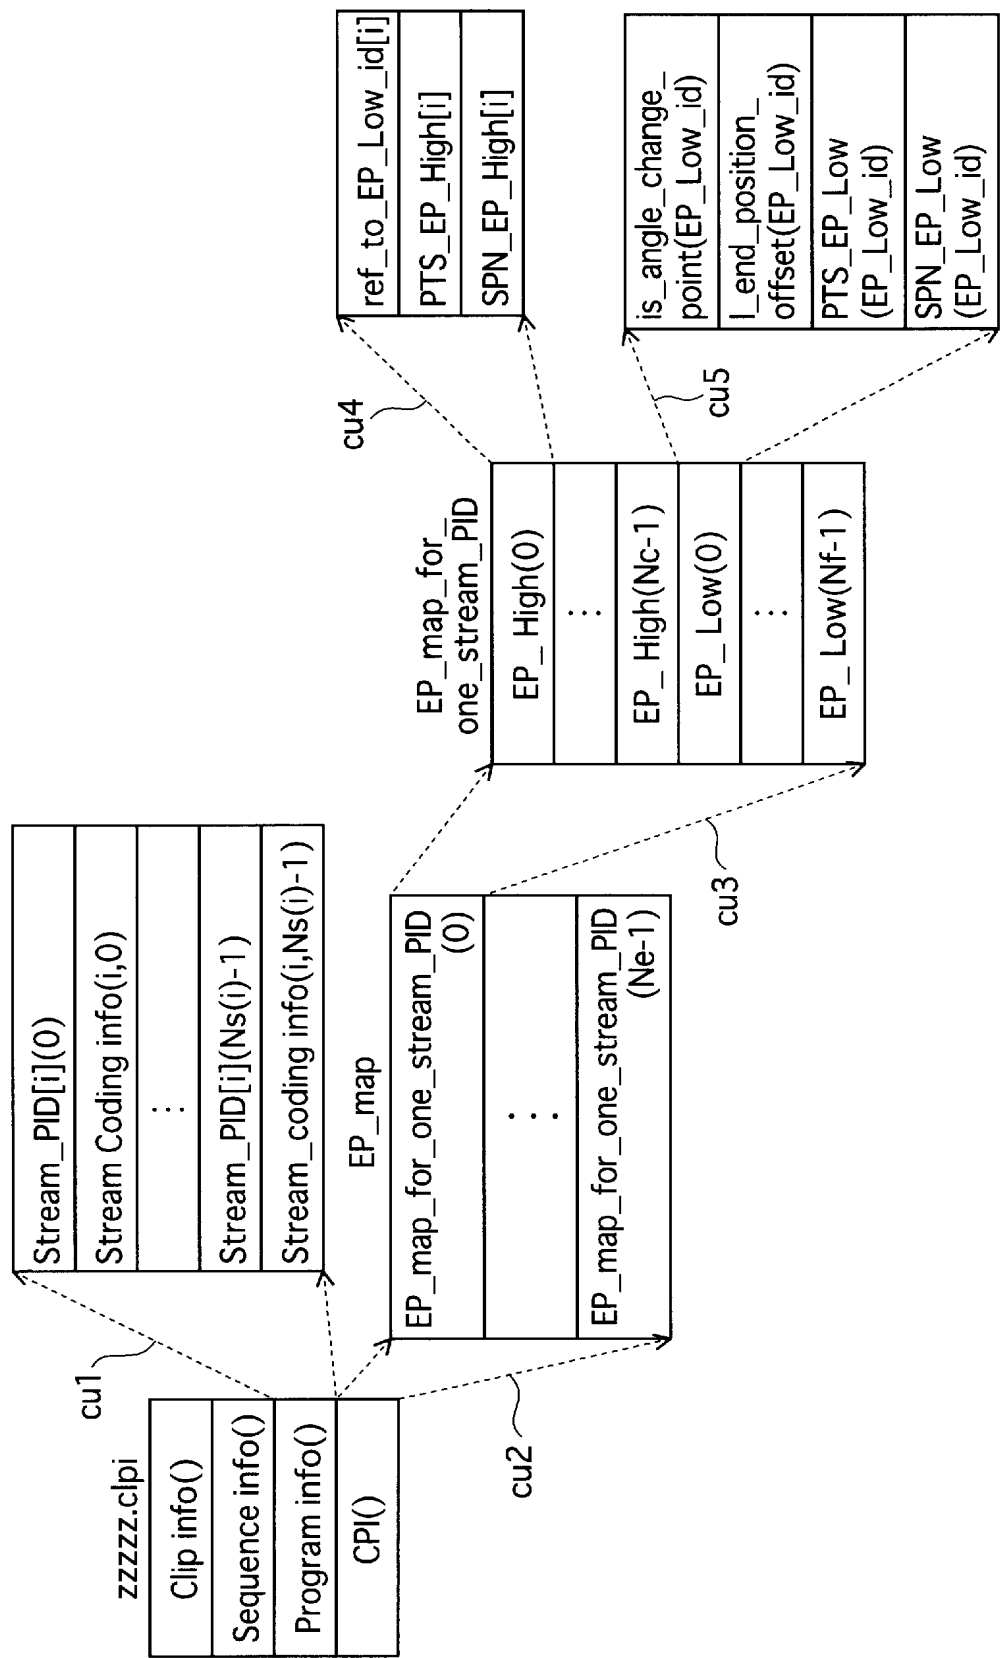 zzzzz.clpi
Clip info()
Sequence info()
Program info()
CPI()
cu1
cu2
Stream_PID[i](0)
Stream Coding info(i,0)
...
Stream_PID[i](Ns(i)-1)
Stream_coding info(i,Ns(i)-1)
EP_map
EP_map_for_one_stream_PID
(0)
...
EP_map_for_one_stream_PID
(Ne-1)
cu3
EP_map_for_
one_stream_PID
EP_High(0)
...
EP_High(Nc-1)
EP_Low(0)
...
EP_Low(Nf-1)
cu4
cu5
ref_to_EP_Low_id[i]
PTS_EP_High[i]
SPN_EP_High[i]
is_angle_change_
point(EP_Low_id)
I_end_position_
offset(EP_Low_id)
PTS_EP_Low
(EP_Low_id)
SPN_EP_Low
(EP_Low_id)